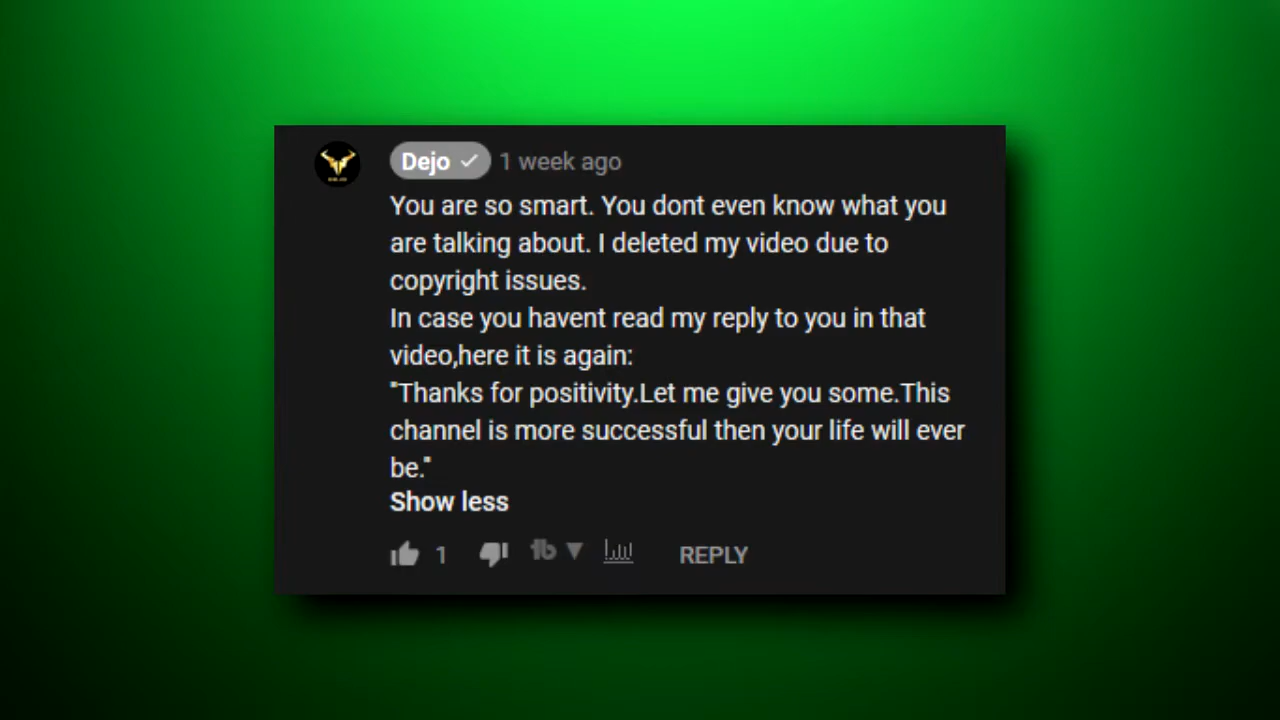 Dejo
1 week ago
You are so smart. You dont even know what you
are talking about. I deleted my video due to
copyright issues.
In case you havent read my reply to you in that
video,here it is again:
"Thanks for positivity.Let me give you some.This
channel is more successful then your life will ever
be."
Show less
1
tb
REPLY